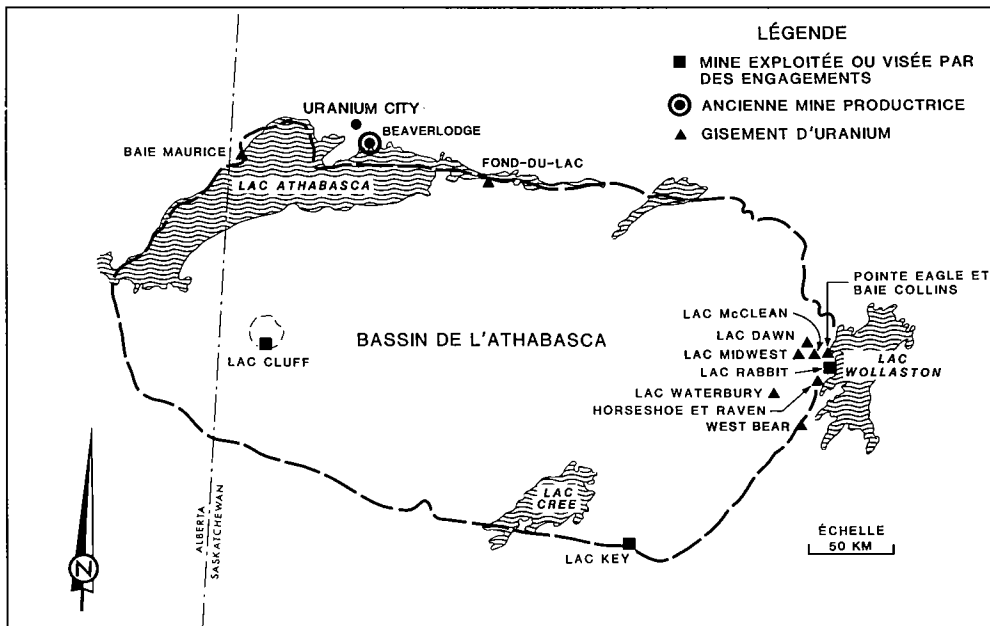 LÉGENDE
MINE EXPLOITÉE OU VISÉE PAR
DES ENGAGEMENTS
ANCIENNE MINE PRODUCTRICE
GISEMENT D'URANIUM
URANIUM CITY
BEAVERLODGE
BAIE MAURICE
FOND-DU-LAC
LAC ATHABASCA
POINTE EAGLE ET
BAIE COLLINS
LAC McCLEAN
LAC DAWN
LAC MIDWEST
LAC RABBIT
LAC
WOLLASTON
LAC WATERBURY
HORSESHOE ET RAVEN
WEST BEAR
BASSIN DE L'ATHABASCA
LAC CLUFF
LAC
CREE
LAC KEY
ALBERTA
SASKATCHEWAN
ÉCHELLE
50 KM
N